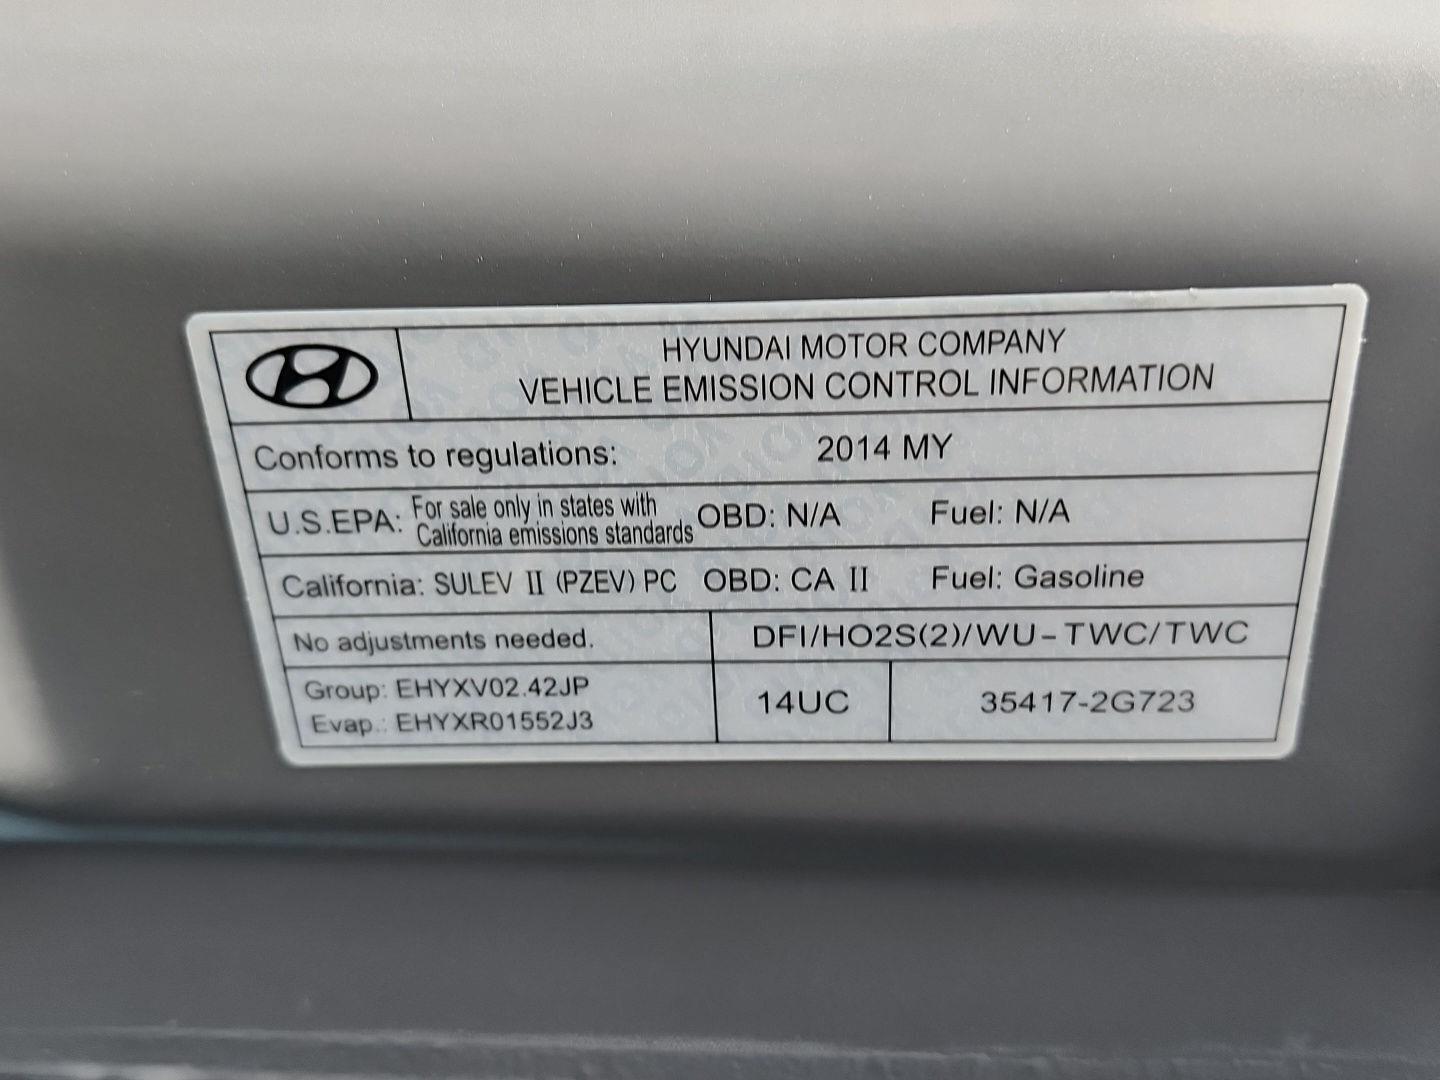 HYUNDAI MOTOR COMPANY
VEHICLE EMISSION CONTROL INFORMATION
Conforms to regulations: 2014 MY
U.S.EPA: For sale only in states with California emissions standards OBD: N/A Fuel: N/A
California: SULEV II (PZEV) PC OBD: CA II Fuel: Gasoline
No adjustments needed. DFI/HO2S(2)/WU-TWC/TWC
Group: EHYXV02.42JP
Evap.: EHYXR01552J3
14UC 35417-2G723